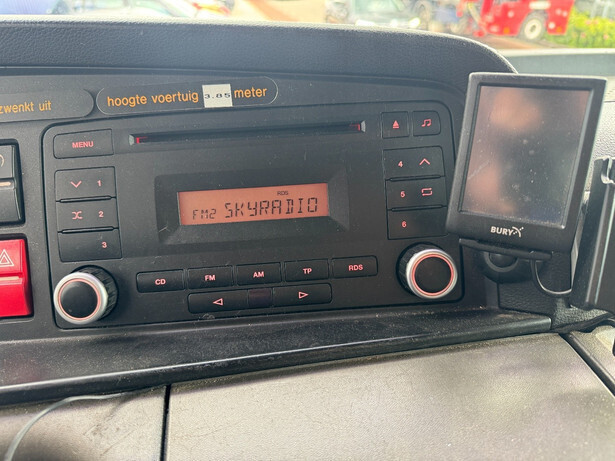 zwenkt uit
hoogte voertuig 3.85 meter
MENU
1
2
3
RDS
FM2 SKYRADIO
4
5
6
CD FM AM TP RDS
BURY